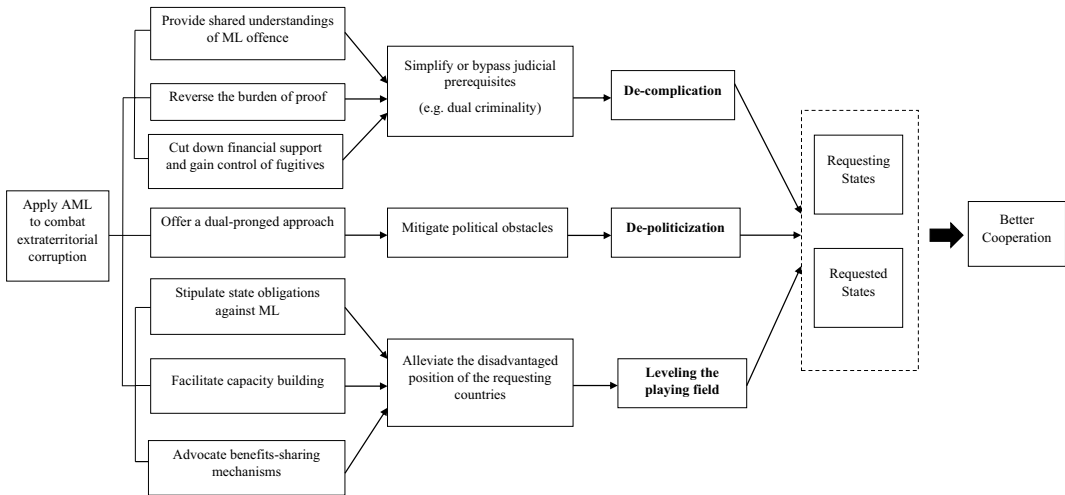 Apply AML
to combat
extraterritorial
corruption
Provide shared understandings
of ML offence
Reverse the burden of proof
Cut down financial support
and gain control of fugitives
Offer a dual-pronged approach
Stipulate state obligations
against ML
Facilitate capacity building
Advocate benefits-sharing
mechanisms
Simplify or bypass judicial
prerequisites
(e.g. dual criminality)
Mitigate political obstacles
Alleviate the disadvantaged
position of the requesting
countries
De-complication
De-politicization
Leveling the
playing field
Requesting
States
Requested
States
Better
Cooperation